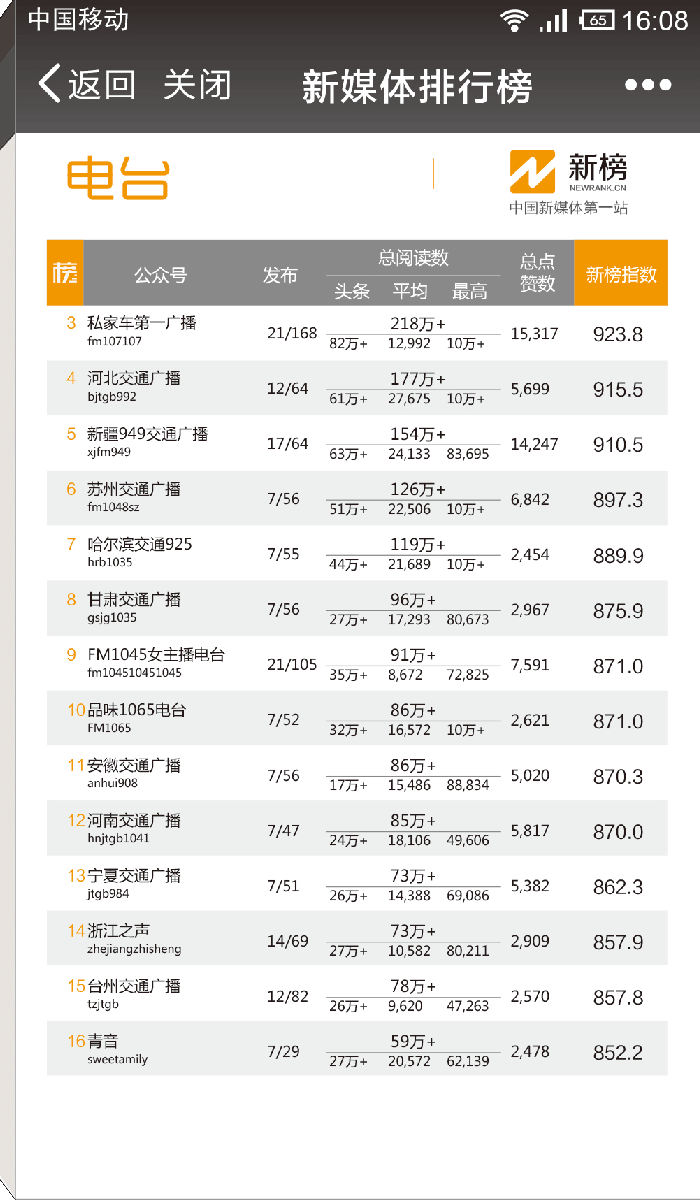 中国移动 65 16:08
返回 关闭 新媒体排行榜
电台
新榜
NEWRANK.CN
中国新媒体第一站
榜 公众号 发布 总阅读数 总点赞数 新榜指数
头条 平均 最高
3 私家车第一广播 21/168 218万+ 15,317 923.8
fm107107 82万+ 12,992 10万+
4 河北交通广播 12/64 177万+ 5,699 915.5
bjtgb992 61万+ 27,675 10万+
5 新疆949交通广播 17/64 154万+ 14,247 910.5
xjfm949 63万+ 24,133 83,695
6 苏州交通广播 7/56 126万+ 6,842 897.3
fm1048sz 51万+ 22,506 10万+
7 哈尔滨交通925 7/55 119万+ 2,454 889.9
hrb1035 44万+ 21,689 10万+
8 甘肃交通广播 7/56 96万+ 2,967 875.9
gsjg1035 27万+ 17,293 80,673
9 FM1045女主播电台 21/105 91万+ 7,591 871.0
fm104510451045 35万+ 8,672 72,825
10 品味1065电台 7/52 86万+ 2,621 871.0
FM1065 32万+ 16,572 10万+
11 安徽交通广播 7/56 86万+ 5,020 870.3
anhui908 17万+ 15,486 88,834
12 河南交通广播 7/47 85万+ 5,817 870.0
hnjtgb1041 24万+ 18,106 49,606
13 宁夏交通广播 7/51 73万+ 5,382 862.3
jtgb984 26万+ 14,388 69,086
14 浙江之声 14/69 73万+ 2,909 857.9
zhejiangzhisheng 27万+ 10,582 80,211
15 台州交通广播 12/82 78万+ 2,570 857.8
tzjtgb 26万+ 9,620 47,263
16 青音 7/29 59万+ 2,478 852.2
sweetamily 27万+ 20,572 62,139